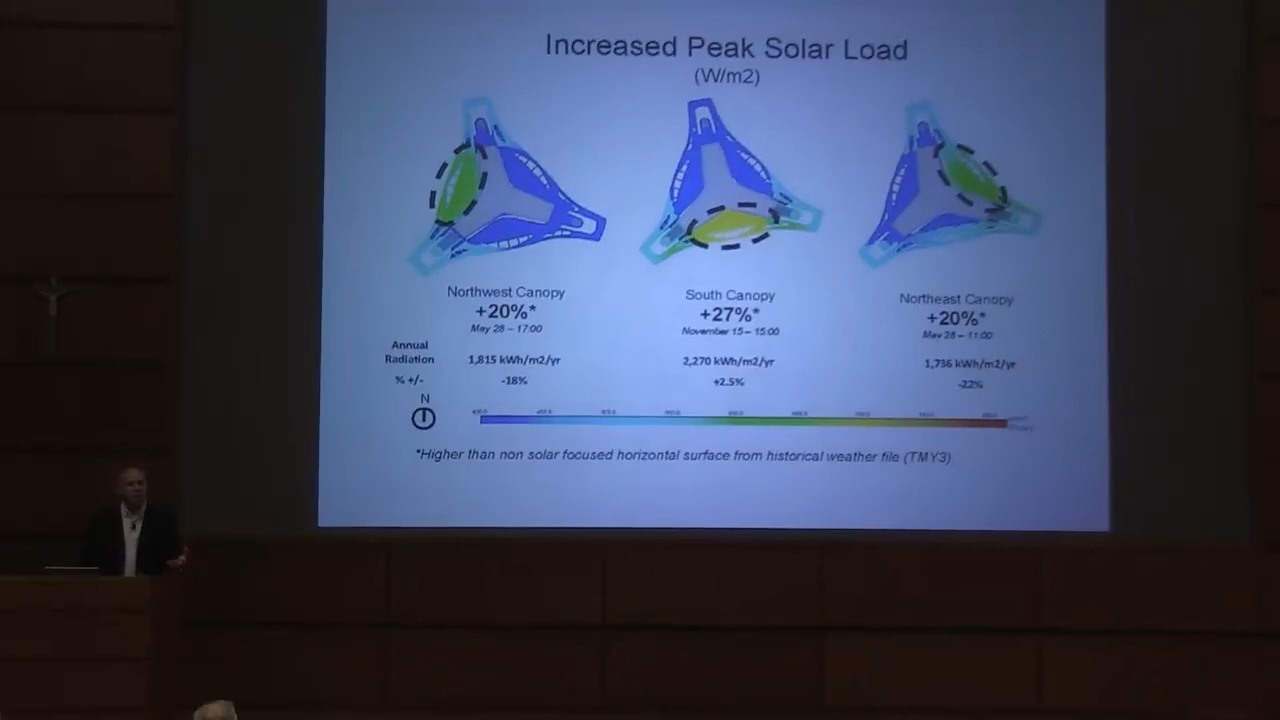 Increased Peak Solar Load
(W/m2)
Northwest Canopy
+20%*
May 28 – 17:00
South Canopy
+27%*
November 15 – 15:00
Northeast Canopy
+20%*
May 28 – 11:00
Annual
Radiation
1,815 kWh/m2/yr
2,270 kWh/m2/yr
1,736 kWh/m2/yr
% +/-
-18%
+2.5%
-22%
N
*Higher than non solar focused horizontal surface from historical weather file (TMY3)